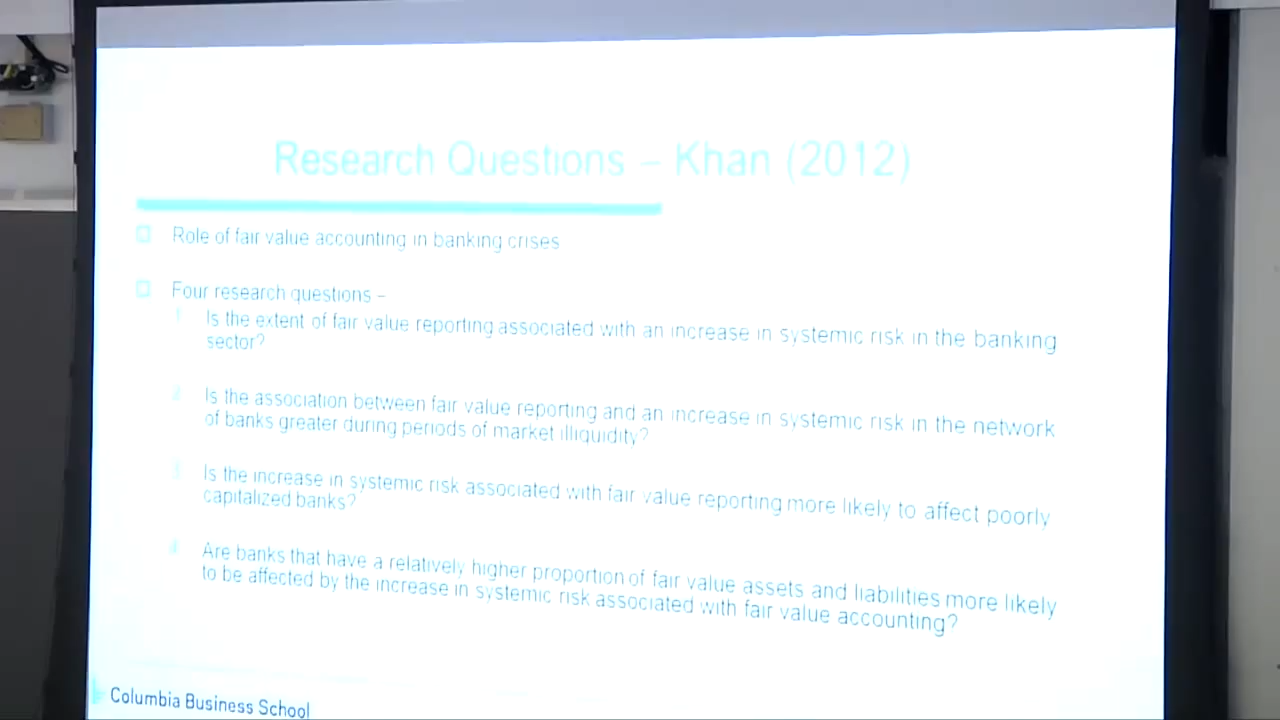 Research Questions – Khan (2012)
Role of fair value accounting in banking crises
Four research questions –
1 Is the extent of fair value reporting associated with an increase in systemic risk in the banking
sector?
2 Is the association between fair value reporting and an increase in systemic risk in the network
of banks greater during periods of market illiquidity?
3 Is the increase in systemic risk associated with fair value reporting more likely to affect poorly
capitalized banks?
4 Are banks that have a relatively higher proportion of fair value assets and liabilities more likely
to be affected by the increase in systemic risk associated with fair value accounting?
Columbia Business School